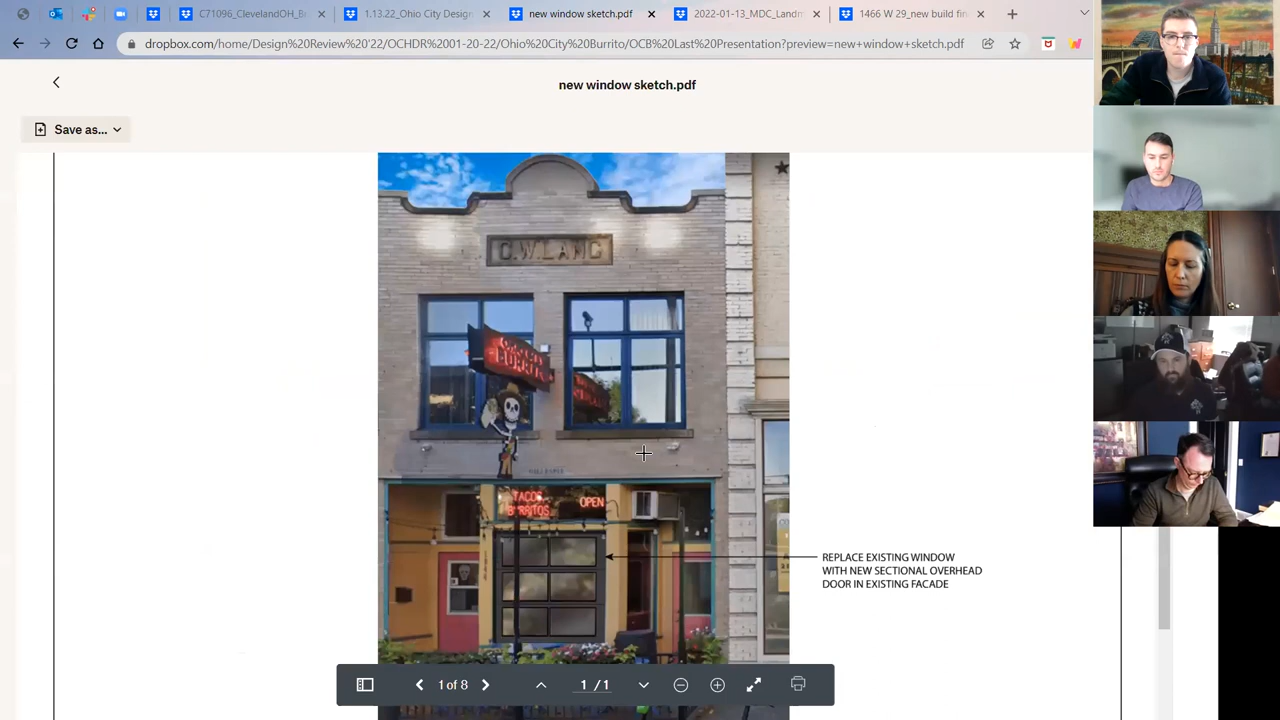 C71096_ClevelandOH_B
1.13.22_Ohio City Design
new window sketch.pdf
2022-01-13_MDC_Landm
1466 W 29_new build fin
dropbox.com/home/Design%20Review%20'22/OCHDR%2001-20-22/Ohio%20City%20Burrito/OCB%20Last%20Presentation?preview=new+window+sketch.pdf
new window sketch.pdf
Save as...
C.W.LANG
BURRITO
TACOS
BURRITOS
OPEN
REPLACE EXISTING WINDOW
WITH NEW SECTIONAL OVERHEAD
DOOR IN EXISTING FACADE
1 of 8
1 / 1